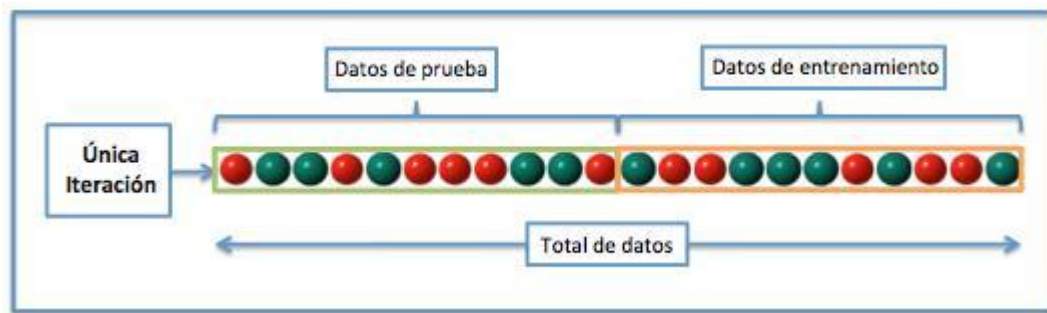 Datos de prueba
Datos de entrenamiento
Única
Iteración
Total de datos